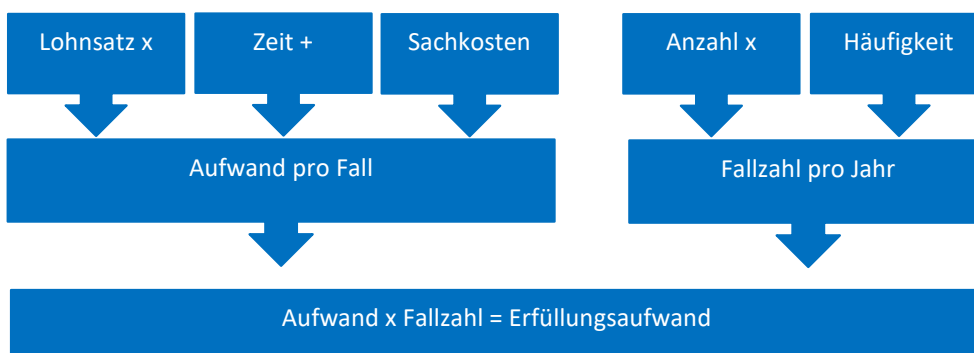 Lohnsatz x
Zeit +
Sachkosten
Anzahl x
Häufigkeit
Aufwand pro Fall
Fallzahl pro Jahr
Aufwand x Fallzahl = Erfüllungsaufwand